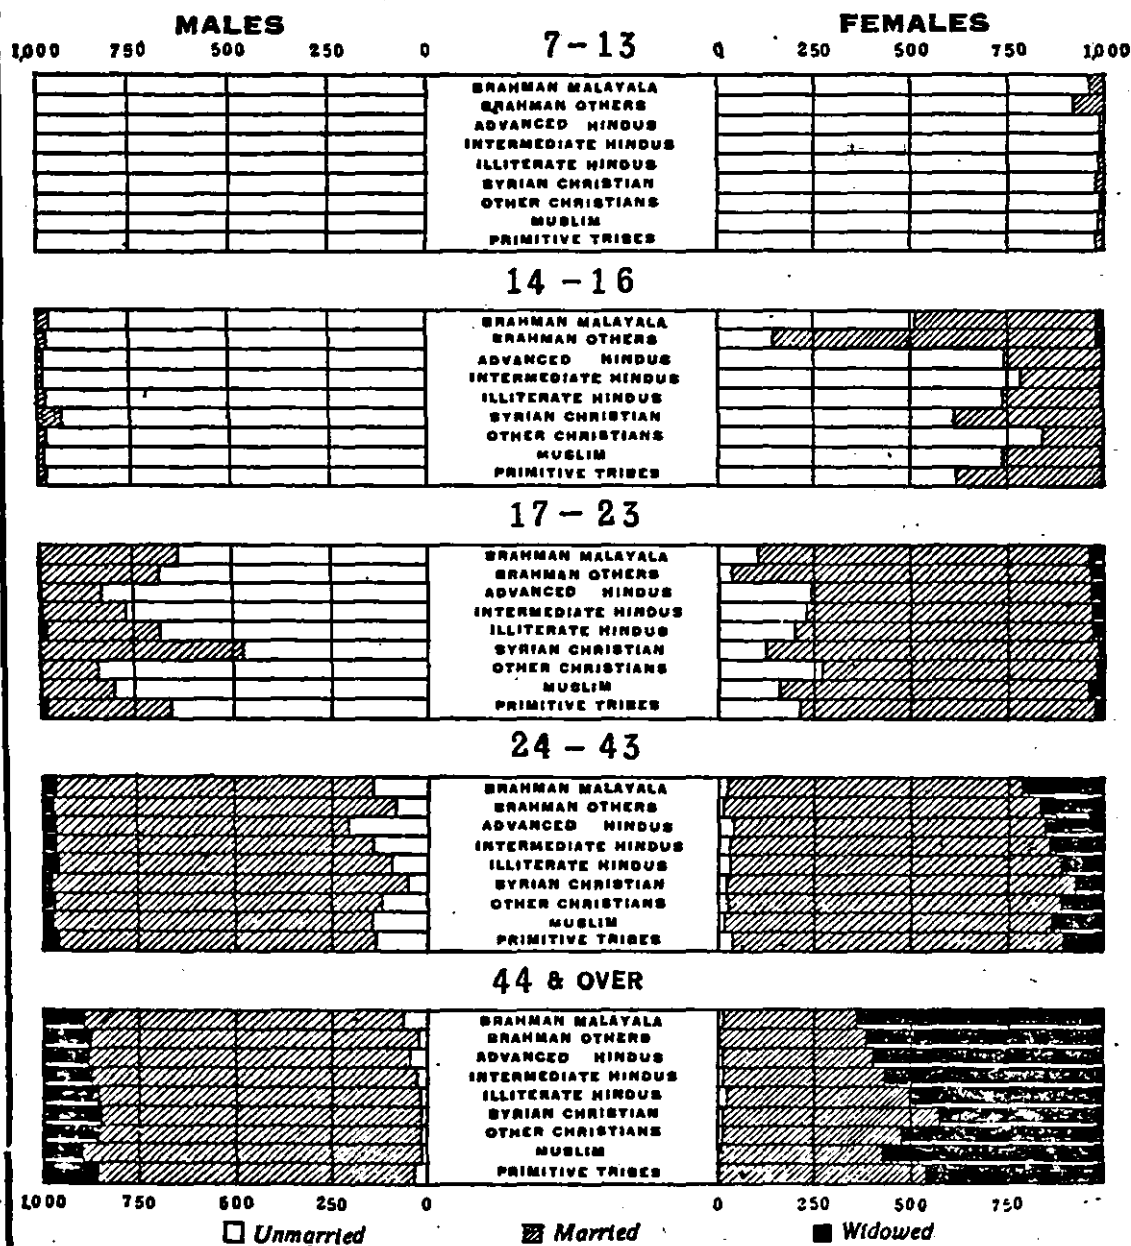 MALES FEMALES
1,000 750 500 250 0 7-13 0 250 500 750 1,000
BRAHMAN MALAYALA
BRAHMAN OTHERS
ADVANCED HINDUS
INTERMEDIATE HINDUS
ILLITERATE HINDUS
SYRIAN CHRISTIAN
OTHER CHRISTIANS
MUSLIM
PRIMITIVE TRIBES
14 - 16
BRAHMAN MALAYALA
BRAHMAN OTHERS
ADVANCED HINDUS
INTERMEDIATE HINDUS
ILLITERATE HINDUS
SYRIAN CHRISTIAN
OTHER CHRISTIANS
MUSLIM
PRIMITIVE TRIBES
17 - 23
BRAHMAN MALAYALA
BRAHMAN OTHERS
ADVANCED HINDUS
INTERMEDIATE HINDUS
ILLITERATE HINDUS
SYRIAN CHRISTIAN
OTHER CHRISTIANS
MUSLIM
PRIMITIVE TRIBES
24 - 43
BRAHMAN MALAYALA
BRAHMAN OTHERS
ADVANCED HINDUS
INTERMEDIATE HINDUS
ILLITERATE HINDUS
SYRIAN CHRISTIAN
OTHER CHRISTIANS
MUSLIM
PRIMITIVE TRIBES
44 & OVER
BRAHMAN MALAYALA
BRAHMAN OTHERS
ADVANCED HINDUS
INTERMEDIATE HINDUS
ILLITERATE HINDUS
SYRIAN CHRISTIAN
OTHER CHRISTIANS
MUSLIM
PRIMITIVE TRIBES
1,000 750 500 250 0 0 250 500 750
Unmarried Married Widowed